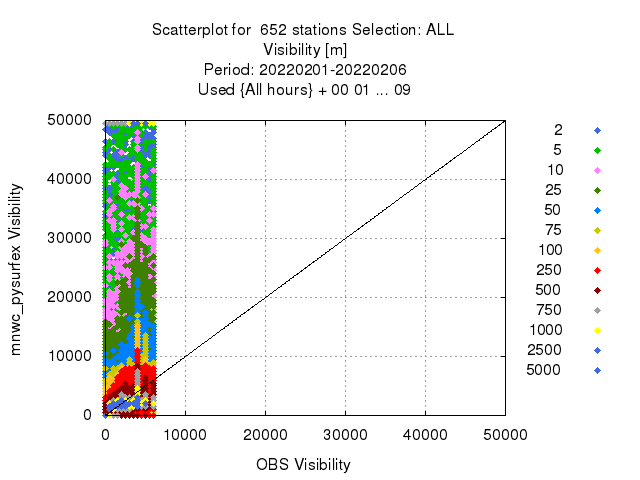 Scatterplot for 652 stations Selection: ALL
Visibility [m]
Period: 20220201-20220206
Used {All hours} + 00 01 ... 09
mnwc_pysurfex Visibility
50000
40000
30000
20000
10000
0
0 10000 20000 30000 40000 50000
OBS Visibility
2
5
10
25
50
75
100
250
500
750
1000
2500
5000